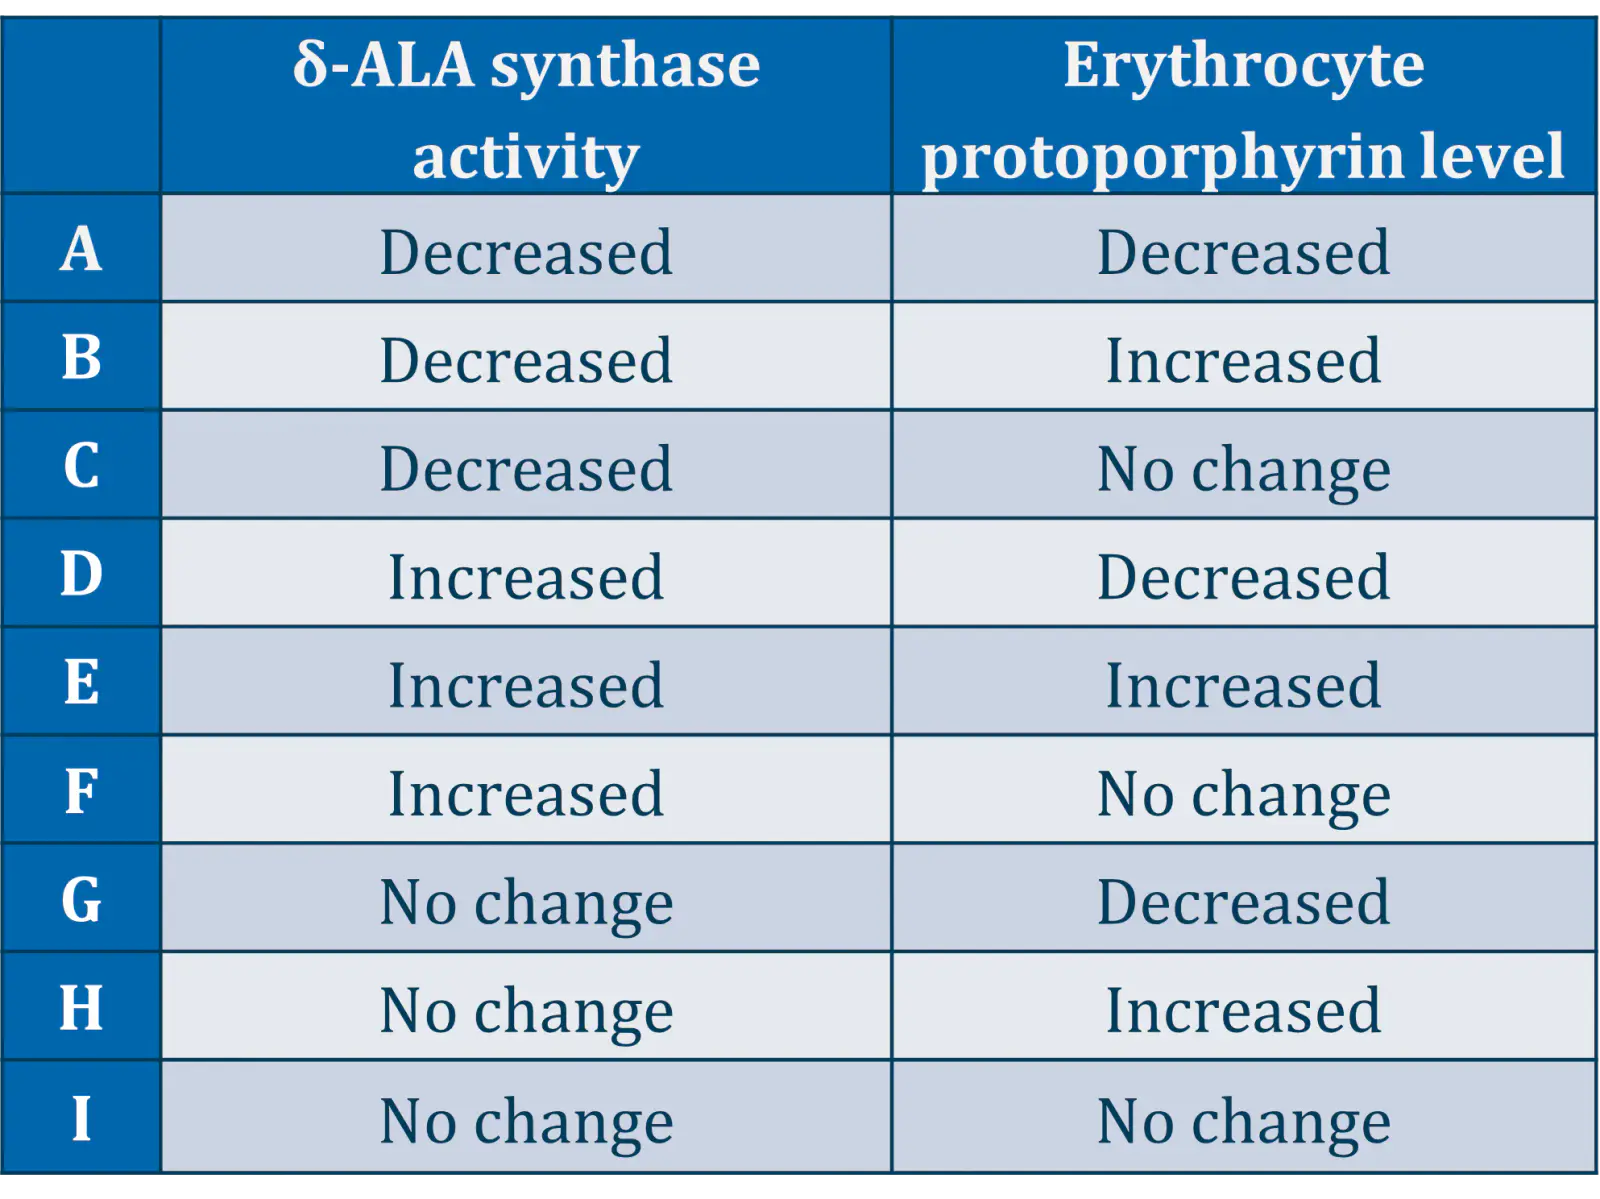 δ-ALA synthase activity Erythrocyte protoporphyrin level
A Decreased Decreased
B Decreased Increased
C Decreased No change
D Increased Decreased
E Increased Increased
F Increased No change
G No change Decreased
H No change Increased
I No change No change